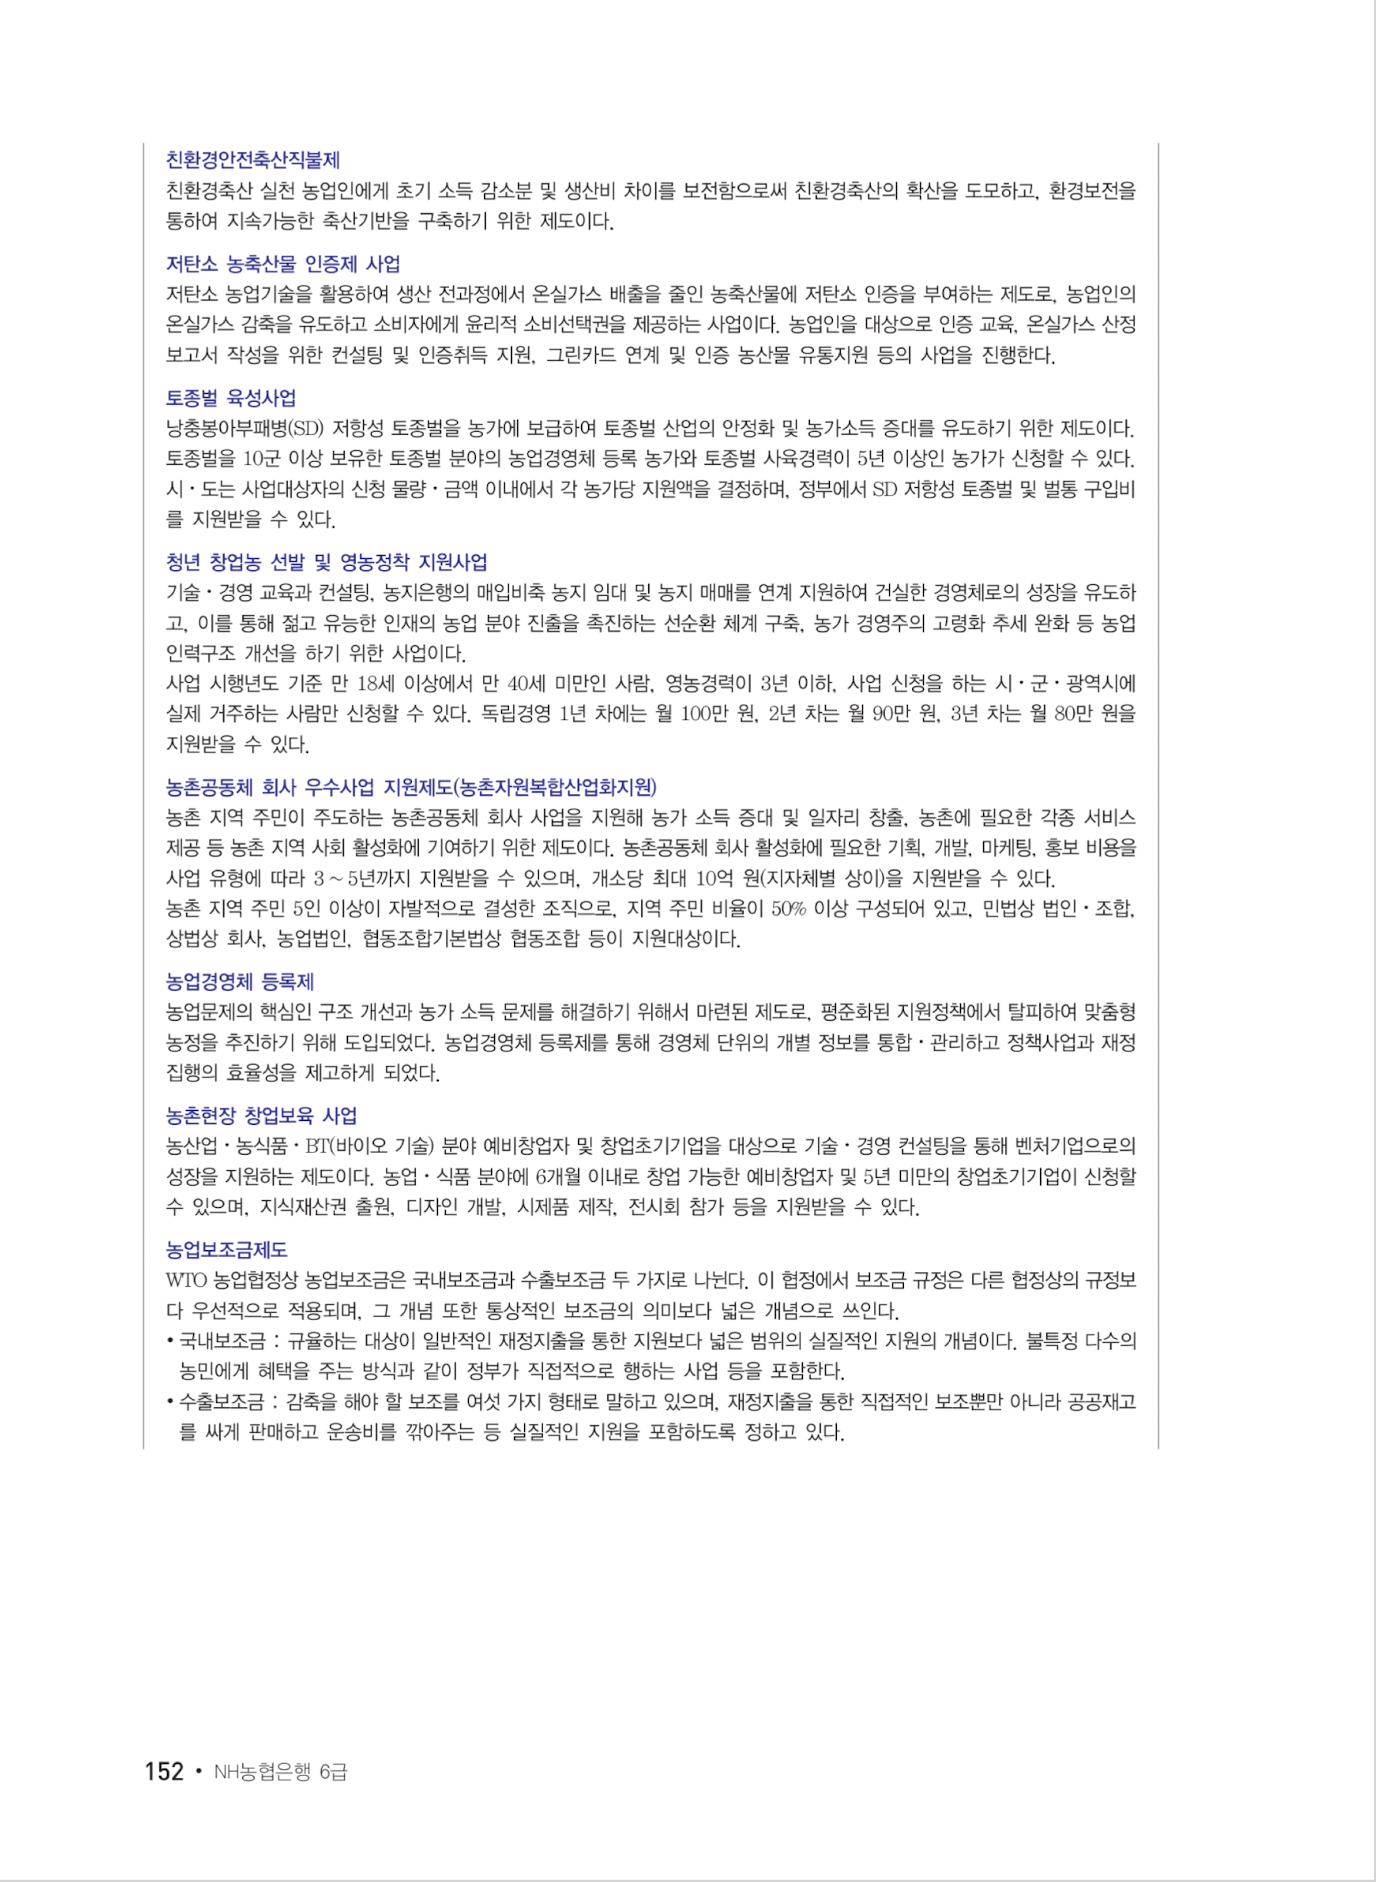 친환경안전축산직불제
친환경축산 실천 농업인에게 초기 소득 감소분 및 생산비 차이를 보전함으로써 친환경축산의 확산을 도모하고, 환경보전을
통하여 지속가능한 축산기반을 구축하기 위한 제도이다.
저탄소 농축산물 인증제 사업
저탄소 농업기술을 활용하여 생산 전과정에서 온실가스 배출을 줄인 농축산물에 저탄소 인증을 부여하는 제도로, 농업인의
온실가스 감축을 유도하고 소비자에게 윤리적 소비선택권을 제공하는 사업이다. 농업인을 대상으로 인증 교육, 온실가스 산정
보고서 작성을 위한 컨설팅 및 인증취득 지원, 그린카드 연계 및 인증 농산물 유통지원 등의 사업을 진행한다.
토종벌 육성사업
낭충봉아부패병(SD) 저항성 토종벌을 농가에 보급하여 토종벌 산업의 안정화 및 농가소득 증대를 유도하기 위한 제도이다.
토종벌을 10군 이상 보유한 토종벌 분야의 농업경영체 등록 농가와 토종벌 사육경력이 5년 이상인 농가가 신청할 수 있다.
시・도는 사업대상자의 신청 물량・금액 이내에서 각 농가당 지원액을 결정하며, 정부에서 SD 저항성 토종벌 및 벌통 구입비
를 지원받을 수 있다.
청년 창업농 선발 및 영농정착 지원사업
기술・경영 교육과 컨설팅, 농지은행의 매입비축 농지 임대 및 농지 매매를 연계 지원하여 건실한 경영체로의 성장을 유도하
고, 이를 통해 젊고 유능한 인재의 농업 분야 진출을 촉진하는 선순환 체계 구축, 농가 경영주의 고령화 추세 완화 등 농업
인력구조 개선을 하기 위한 사업이다.
사업 시행년도 기준 만 18세 이상에서 만 40세 미만인 사람, 영농경력이 3년 이하, 사업 신청을 하는 시・군・광역시에
실제 거주하는 사람만 신청할 수 있다. 독립경영 1년 차에는 월 100만 원, 2년 차는 월 90만 원, 3년 차는 월 80만 원을
지원받을 수 있다.
농촌공동체 회사 우수사업 지원제도(농촌자원복합산업화지원)
농촌 지역 주민이 주도하는 농촌공동체 회사 사업을 지원해 농가 소득 증대 및 일자리 창출, 농촌에 필요한 각종 서비스
제공 등 농촌 지역 사회 활성화에 기여하기 위한 제도이다. 농촌공동체 회사 활성화에 필요한 기획, 개발, 마케팅, 홍보 비용을
사업 유형에 따라 3～5년까지 지원받을 수 있으며, 개소당 최대 10억 원(지자체별 상이)을 지원받을 수 있다.
농촌 지역 주민 5인 이상이 자발적으로 결성한 조직으로, 지역 주민 비율이 50% 이상 구성되어 있고, 민법상 법인・조합,
상법상 회사, 농업법인, 협동조합기본법상 협동조합 등이 지원대상이다.
농업경영체 등록제
농업문제의 핵심인 구조 개선과 농가 소득 문제를 해결하기 위해서 마련된 제도로, 평준화된 지원정책에서 탈피하여 맞춤형
농정을 추진하기 위해 도입되었다. 농업경영체 등록제를 통해 경영체 단위의 개별 정보를 통합・관리하고 정책사업과 재정
집행의 효율성을 제고하게 되었다.
농촌현장 창업보육 사업
농산업・농식품・BT(바이오 기술) 분야 예비창업자 및 창업초기기업을 대상으로 기술・경영 컨설팅을 통해 벤처기업으로의
성장을 지원하는 제도이다. 농업・식품 분야에 6개월 이내로 창업 가능한 예비창업자 및 5년 미만의 창업초기기업이 신청할
수 있으며, 지식재산권 출원, 디자인 개발, 시제품 제작, 전시회 참가 등을 지원받을 수 있다.
농업보조금제도
WTO 농업협정상 농업보조금은 국내보조금과 수출보조금 두 가지로 나뉜다. 이 협정에서 보조금 규정은 다른 협정상의 규정보
다 우선적으로 적용되며, 그 개념 또한 통상적인 보조금의 의미보다 넓은 개념으로 쓰인다.
• 국내보조금 : 규율하는 대상이 일반적인 재정지출을 통한 지원보다 넓은 범위의 실질적인 지원의 개념이다. 불특정 다수의
농민에게 혜택을 주는 방식과 같이 정부가 직접적으로 행하는 사업 등을 포함한다.
• 수출보조금 : 감축을 해야 할 보조를 여섯 가지 형태로 말하고 있으며, 재정지출을 통한 직접적인 보조뿐만 아니라 공공재고
를 싸게 판매하고 운송비를 깎아주는 등 실질적인 지원을 포함하도록 정하고 있다.
152 • NH농협은행 6급